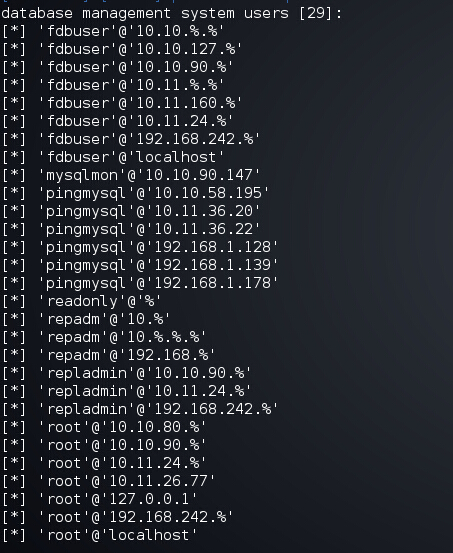 database management system users [29]:
[*] 'fdbuser'@'10.10.%.%'
[*] 'fdbuser'@'10.10.127.%'
[*] 'fdbuser'@'10.10.90.%'
[*] 'fdbuser'@'10.11.%.%'
[*] 'fdbuser'@'10.11.160.%'
[*] 'fdbuser'@'10.11.24.%'
[*] 'fdbuser'@'192.168.242.%'
[*] 'fdbuser'@'localhost'
[*] 'mysqlmon'@'10.10.90.147'
[*] 'pingmysql'@'10.10.58.195'
[*] 'pingmysql'@'10.11.36.20'
[*] 'pingmysql'@'10.11.36.22'
[*] 'pingmysql'@'192.168.1.128'
[*] 'pingmysql'@'192.168.1.139'
[*] 'pingmysql'@'192.168.1.178'
[*] 'readonly'@'%'
[*] 'repadm'@'10.%'
[*] 'repadm'@'10.%.%.%'
[*] 'repadm'@'192.168.%'
[*] 'repladmin'@'10.10.90.%'
[*] 'repladmin'@'10.11.24.%'
[*] 'repladmin'@'192.168.242.%'
[*] 'root'@'10.10.80.%'
[*] 'root'@'10.10.90.%'
[*] 'root'@'10.11.24.%'
[*] 'root'@'10.11.26.77'
[*] 'root'@'127.0.0.1'
[*] 'root'@'192.168.242.%'
[*] 'root'@'localhost'